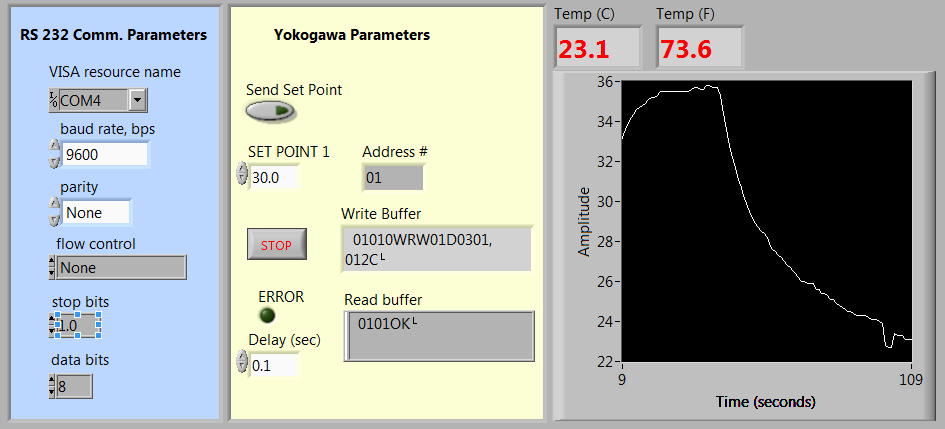 RS 232 Comm. Parameters
VISA resource name
I/O COM4
baud rate, bps
9600
parity
None
flow control
None
stop bits
1.0
data bits
8
Yokogawa Parameters
Send Set Point
SET POINT 1
30.0
Address #
01
Write Buffer
01010WRW01D0301,
012C└
STOP
ERROR
Read buffer
0101OK└
Delay (sec)
0.1
Temp (C)
Temp (F)
23.1
73.6
Amplitude
36
34
32
30
28
26
24
22
9
109
Time (seconds)